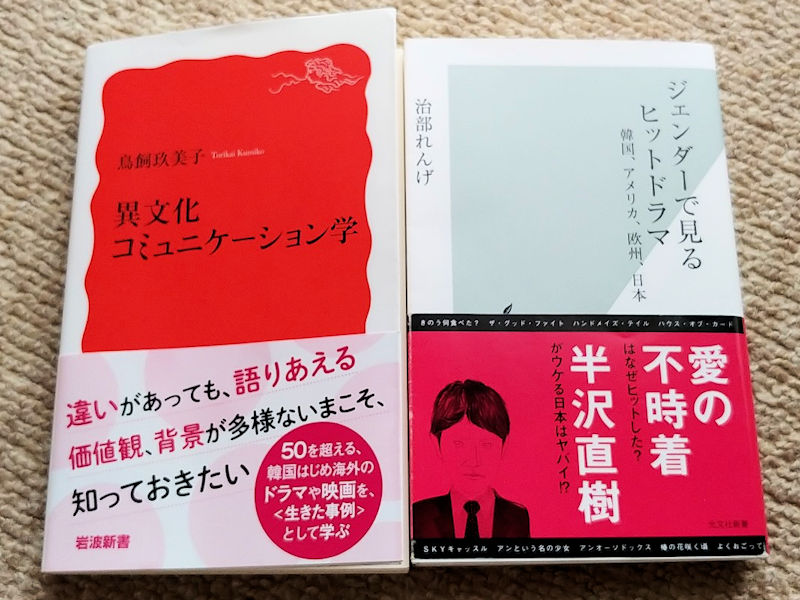 鳥飼玖美子 Torikai Kumiko
異文化
コミュニケーション学
違いがあっても、語りあえる
価値観、背景が多様ないまこそ、
知っておきたい
50を超える、
韓国はじめ海外の
ドラマや映画を、
<生きた事例>
として学ぶ
岩波新書
ジェンダーで見る
ヒットドラマ
韓国、アメリカ、欧州、日本
治部れんげ
きのう何食べた? ザ・グッド・ファイト ハンドメイズ・テイル ハウス・オブ・カード
愛の
不時着
はなぜヒットした?
半沢直樹
がウケる日本はヤバイ!?
光文社新書
SKYキャッスル アンという名の少女 アンオーソドックス 椿の花咲く頃 よくおごって